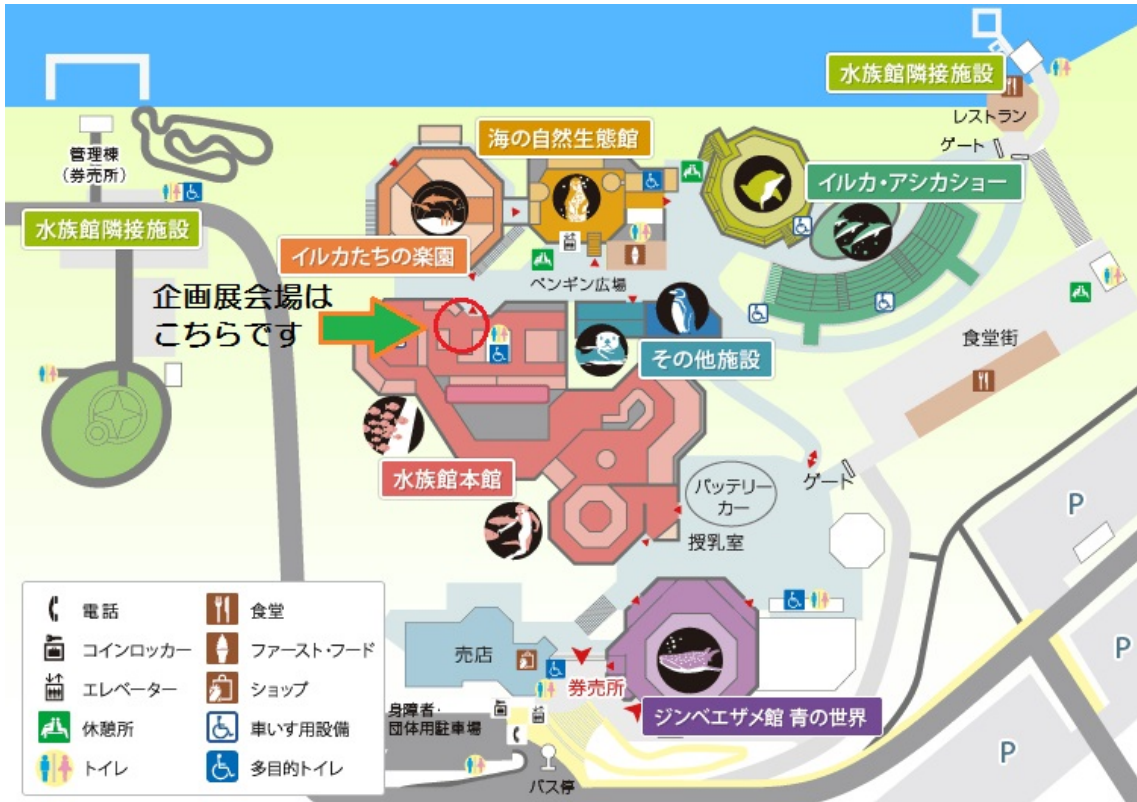 水族館隣接施設
レストラン
ゲート
海の自然生態館
イルカ・アシカショー
管理棟
(券売所)
水族館隣接施設
イルカたちの楽園
ペンギン広場
企画展会場は
こちらです
その他施設
食堂街
水族館本館
バッテリー
カー
ゲート
授乳室
P
P
P
売店
券売所
ジンベエザメ館 青の世界
身障者・
団体用駐車場
バス停
電話
コインロッカー
エレベーター
休憩所
トイレ
食堂
ファースト・フード
ショップ
車いす用設備
多目的トイレ